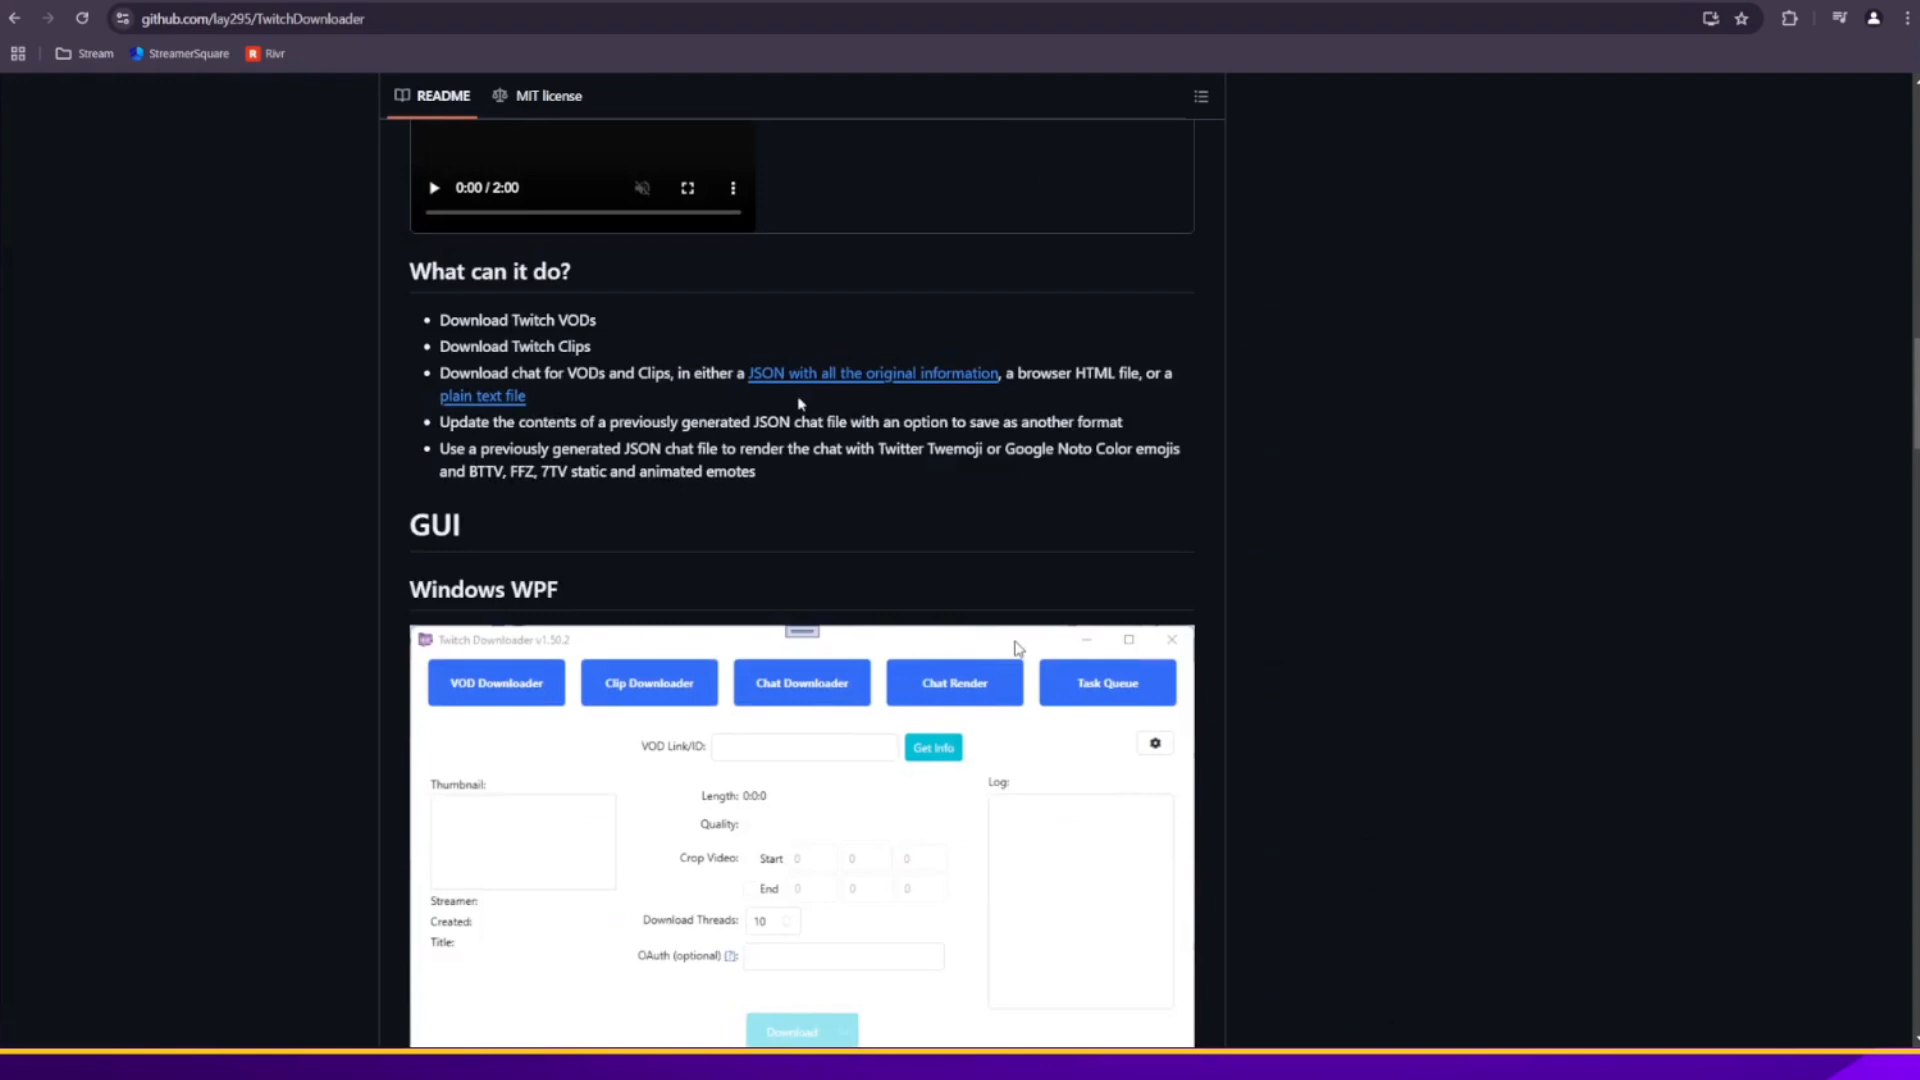 github.com/lay295/TwitchDownloader
Stream
StreamerSquare
R
Rivr
README
MIT license
0:00 / 2:00
What can it do?
• Download Twitch VODs
• Download Twitch Clips
• Download chat for VODs and Clips, in either a JSON with all the original information, a browser HTML file, or a
plain text file
• Update the contents of a previously generated JSON chat file with an option to save as another format
• Use a previously generated JSON chat file to render the chat with Twitter Twemoji or Google Noto Color emojis
and BTTV, FFZ, 7TV static and animated emotes
GUI
Windows WPF
Twitch Downloader v1.50.2
VOD Downloader
Clip Downloader
Chat Downloader
Chat Render
Task Queue
VOD Link/ID:
Get Info
Thumbnail:
Log:
Length: 0:0:0
Quality:
Crop Video:
Start 0 0 0
End 0 0 0
Streamer:
Created:
Title:
Download Threads: 10
OAuth (optional) [?]:
Download